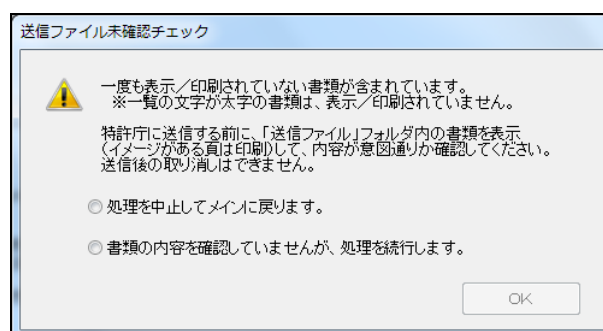 送信ファイル未確認チェック
一度も表示／印刷されていない書類が含まれています。
※一覧の文字が太字の書類は、表示／印刷されていません。
特許庁に送信する前に、「送信ファイル」フォルダ内の書類を表示
（イメージがある頁は印刷）して、内容が意図通りか確認してください。
送信後の取り消しはできません。
処理を中止してメインに戻ります。
書類の内容を確認していませんが、処理を続行します。
OK